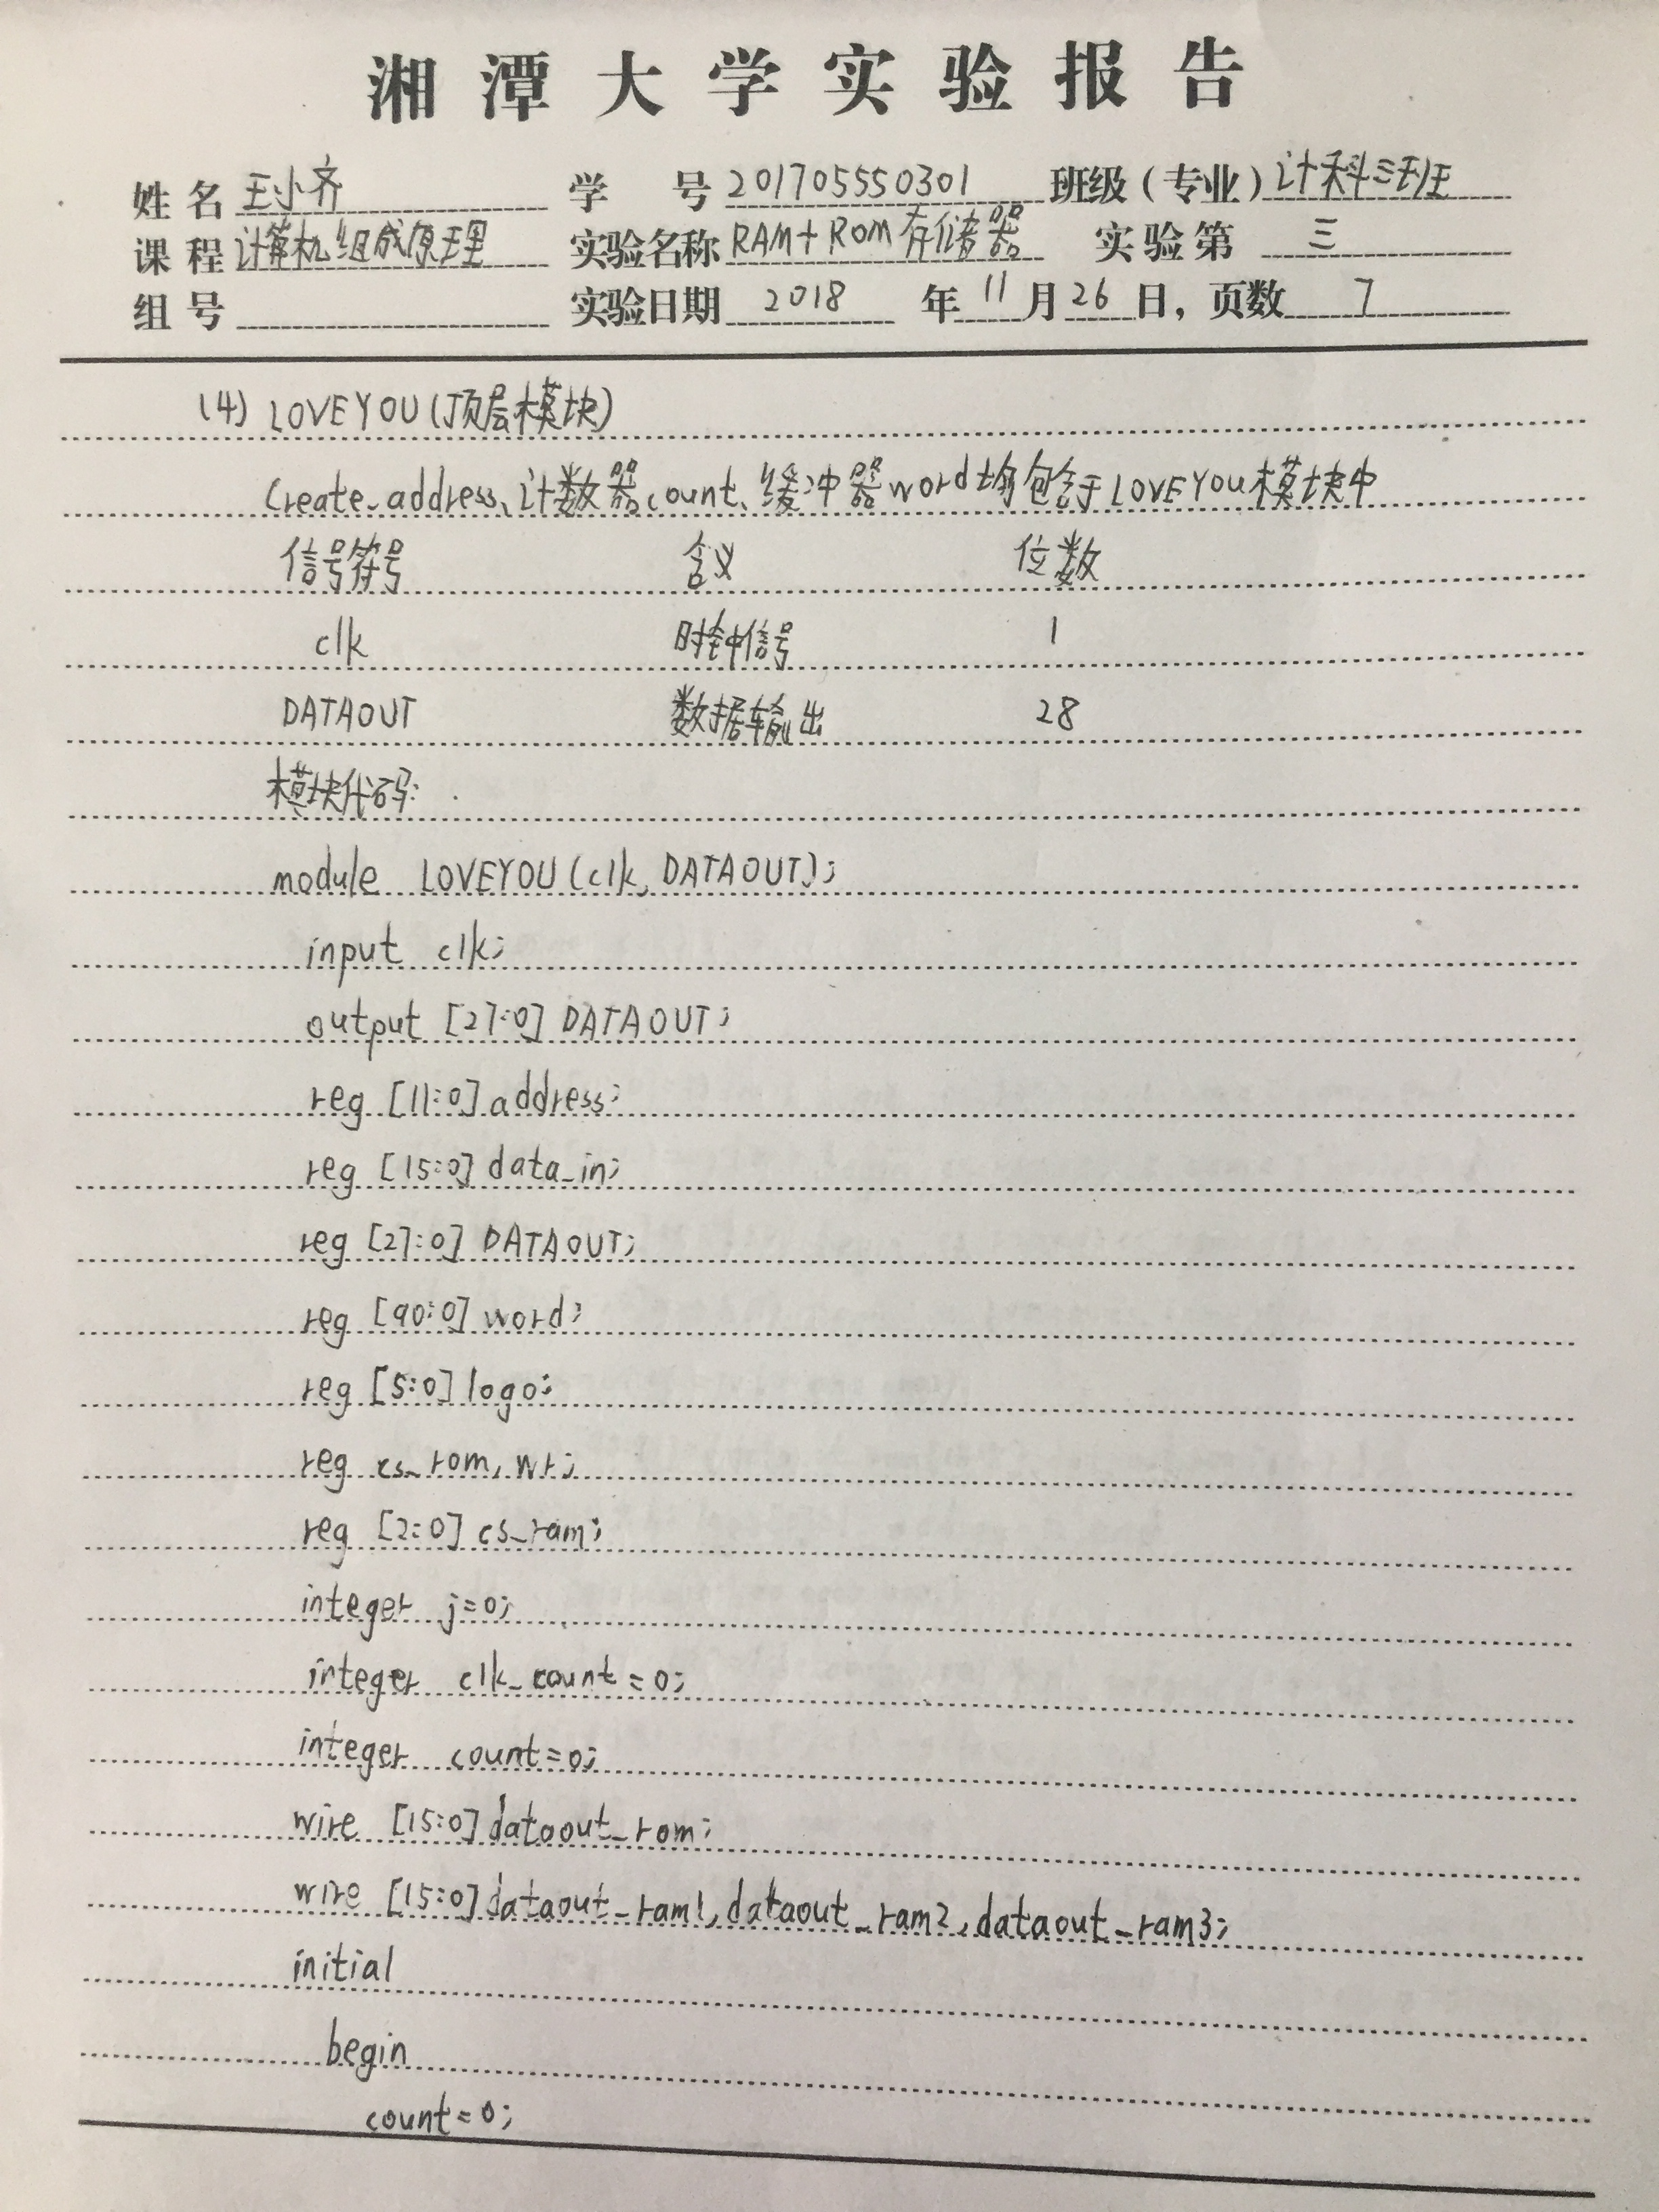 湘潭大学实验报告
姓名 王小齐 学号 201705550301 班级（专业）计科三班
课程 计算机组成原理 实验名称 RAM+ROM存储器 实验第 三
组号 实验日期 2018 年 11 月 26 日，页数 7
(4) LOVEYOU(顶层模块)
Create_address、计数器count、缓冲器word均包含于LOVEYOU模块中
信号符号 含义 位数
clk 时钟信号 1
DATAOUT 数据输出 28
模块代码:
module LOVEYOU(clk, DATAOUT);
input clk;
output [27:0] DATAOUT;
reg [11:0] address;
reg [15:0] data_in;
reg [27:0] DATAOUT;
reg [90:0] word;
reg [5:0] logo;
reg cs_rom, wr;
reg [2:0] cs_ram;
integer j=0;
integer clk_count=0;
integer count=0;
wire [15:0] dataout_rom;
wire [15:0] dataout_ram1, dataout_ram2, dataout_ram3;
initial
begin
count=0;